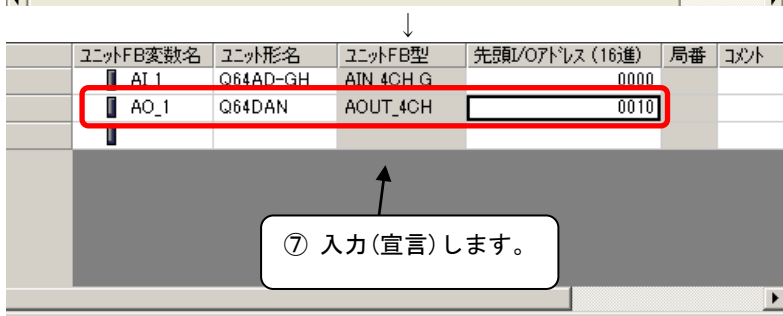 ↓
ユニットFB変数名 ユニット形名 ユニットFB型 先頭I/Oアドレス(16進) 局番 コメント
AI_1 Q64AD-GH AIN_4CH_G 0000
AO_1 Q64DAN AOUT_4CH 0010
⑦ 入力(宣言)します。